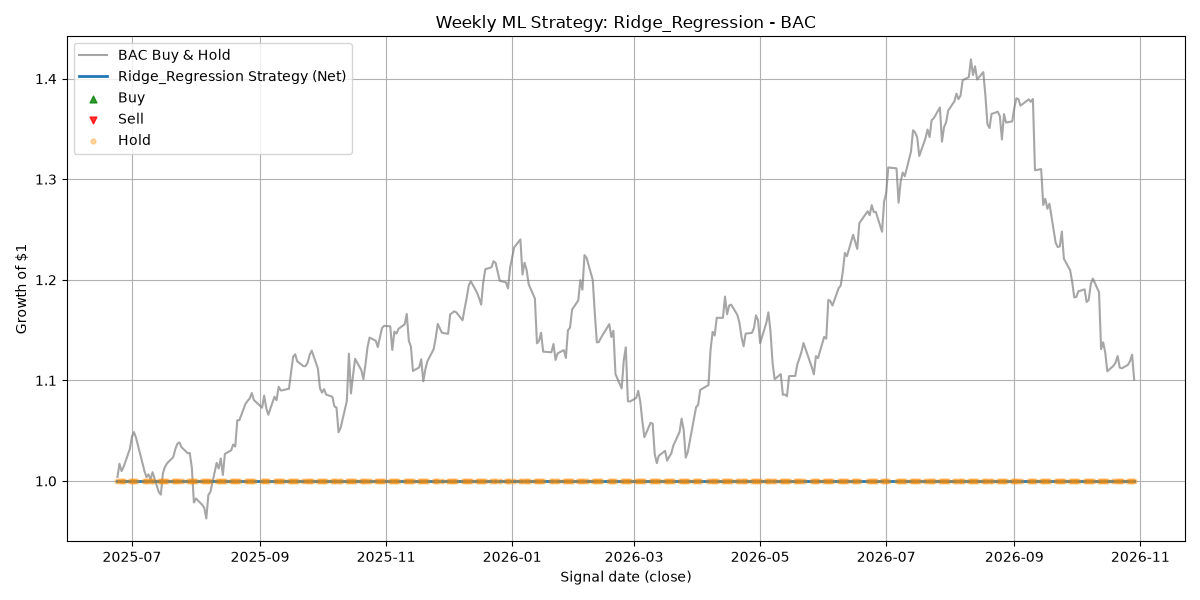 Weekly ML Strategy: Ridge_Regression - BAC
BAC Buy & Hold
Ridge_Regression Strategy (Net)
Buy
Sell
Hold
Growth of $1
1.4
1.3
1.2
1.1
1.0
2025-07 2025-09 2025-11 2026-01 2026-03 2026-05 2026-07 2026-09 2026-11
Signal date (close)